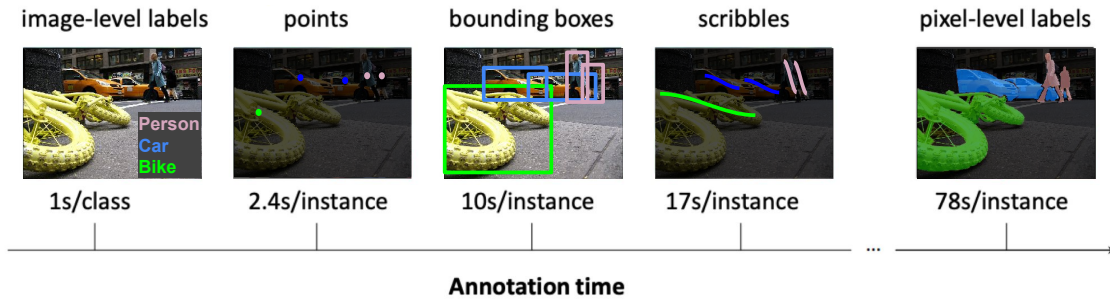 image-level labels
points
bounding boxes
scribbles
pixel-level labels
Person
Car
Bike
1s/class
2.4s/instance
10s/instance
17s/instance
78s/instance
...
Annotation time